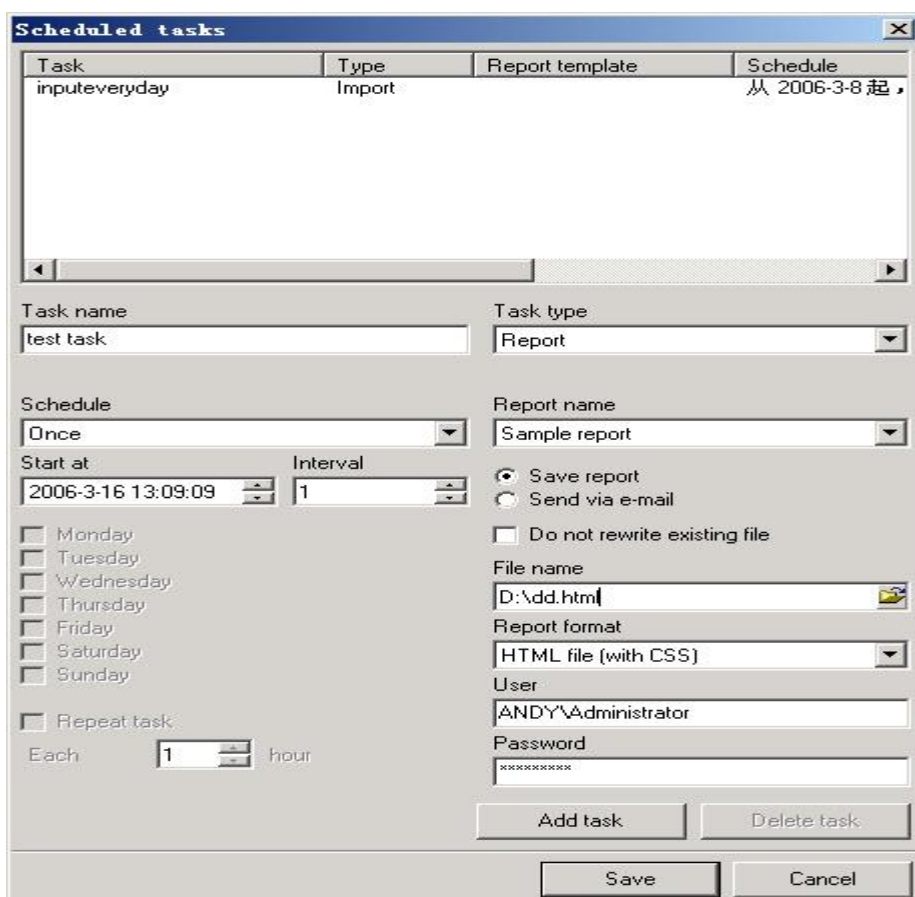 Scheduled tasks
Task Type Report template Schedule
inputeveryday Import 从 2006-3-8 起，
Task name
test task
Task type
Report
Schedule
Once
Report name
Sample report
Start at
2006-3-16 13:09:09
Interval
1
Save report
Send via e-mail
Monday
Tuesday
Wednesday
Thursday
Friday
Saturday
Sunday
Do not rewrite existing file
File name
D:\dd.html
Report format
HTML file (with CSS)
User
ANDY\Administrator
Password
*********
Repeat task
Each 1 hour
Add task
Delete task
Save
Cancel